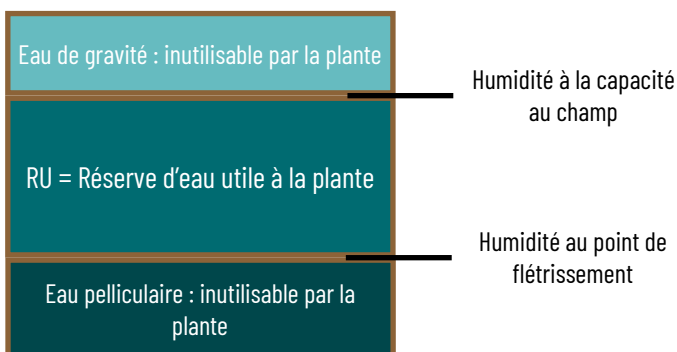 Eau de gravité : inutilisable par la plante
Humidité à la capacité
au champ
RU = Réserve d’eau utile à la plante
Humidité au point de
flétrissement
Eau pelliculaire : inutilisable par la
plante